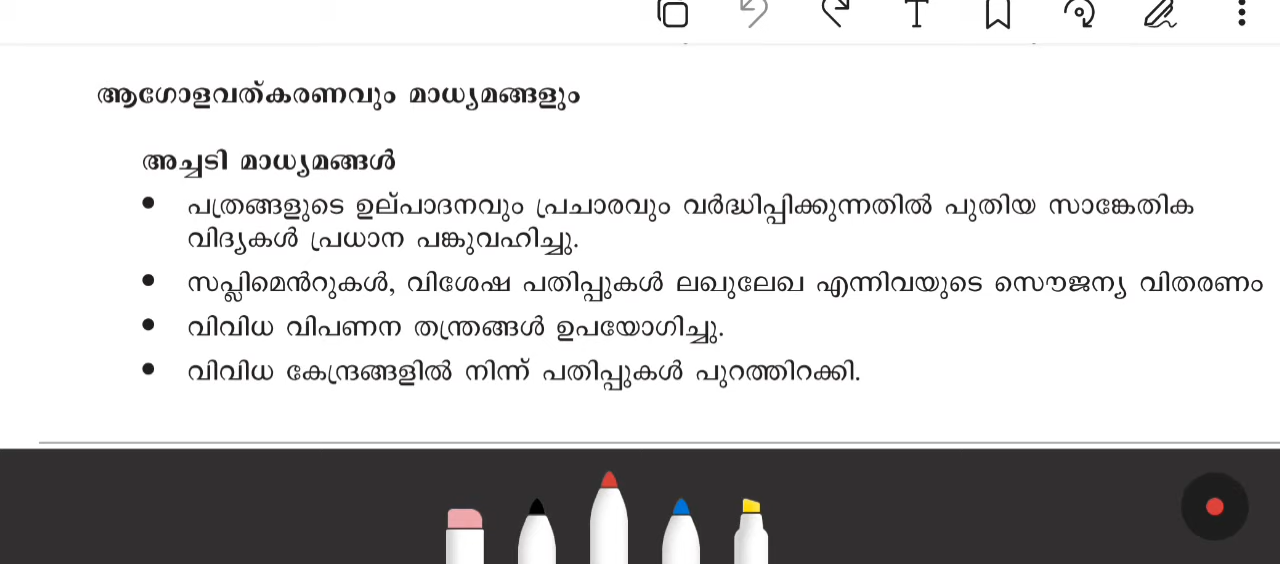 ആഗോളവത്കരണവും മാധ്യമങ്ങളും
അച്ചടി മാധ്യമങ്ങൾ
• പത്രങ്ങളുടെ ഉല്പാദനവും പ്രചാരവും വർദ്ധിപ്പിക്കുന്നതിൽ പുതിയ സാങ്കേതിക
വിദ്യകൾ പ്രധാന പങ്കുവഹിച്ചു.
• സപ്ലിമെൻറുകൾ, വിശേഷ പതിപ്പുകൾ ലഖുലേഖ എന്നിവയുടെ സൌജന്യ വിതരണം
• വിവിധ വിപണന തന്ത്രങ്ങൾ ഉപയോഗിച്ചു.
• വിവിധ കേന്ദ്രങ്ങളിൽ നിന്ന് പതിപ്പുകൾ പുറത്തിറക്കി.